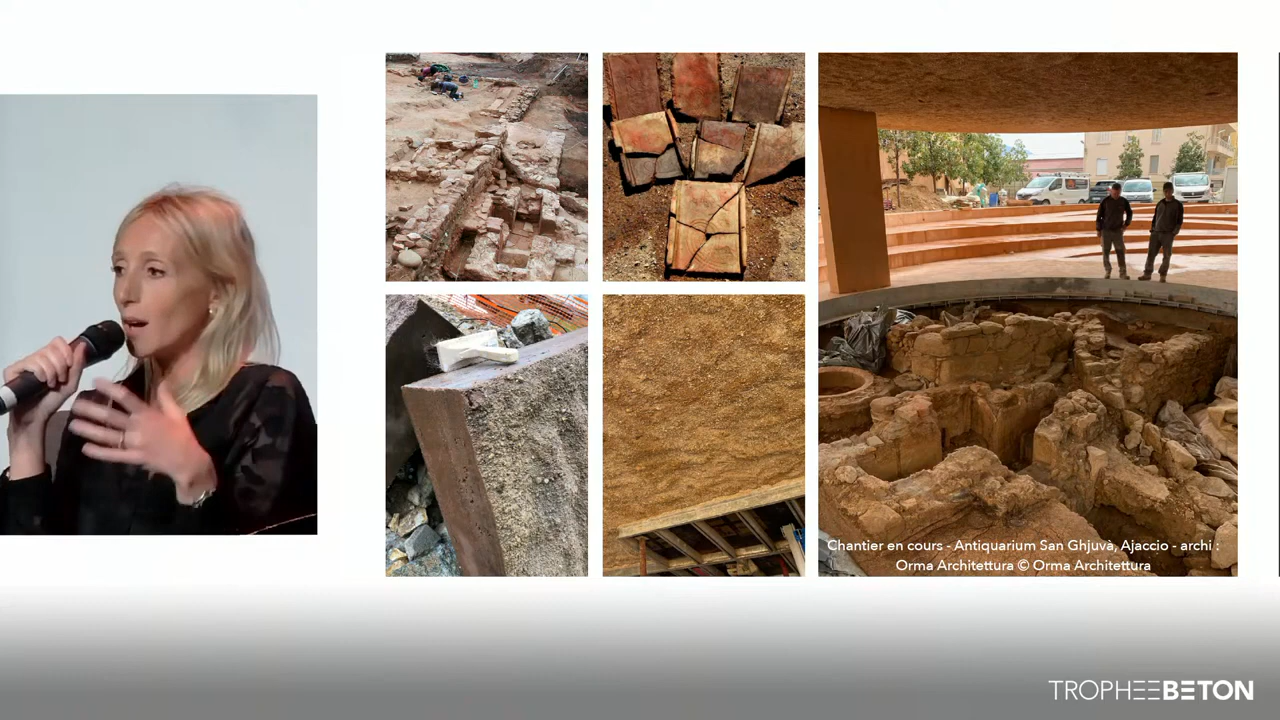 Chantier en cours - Antiquarium San Ghjuvà, Ajaccio - archi :
Orma Architettura © Orma Architettura
TROPHEEBETON